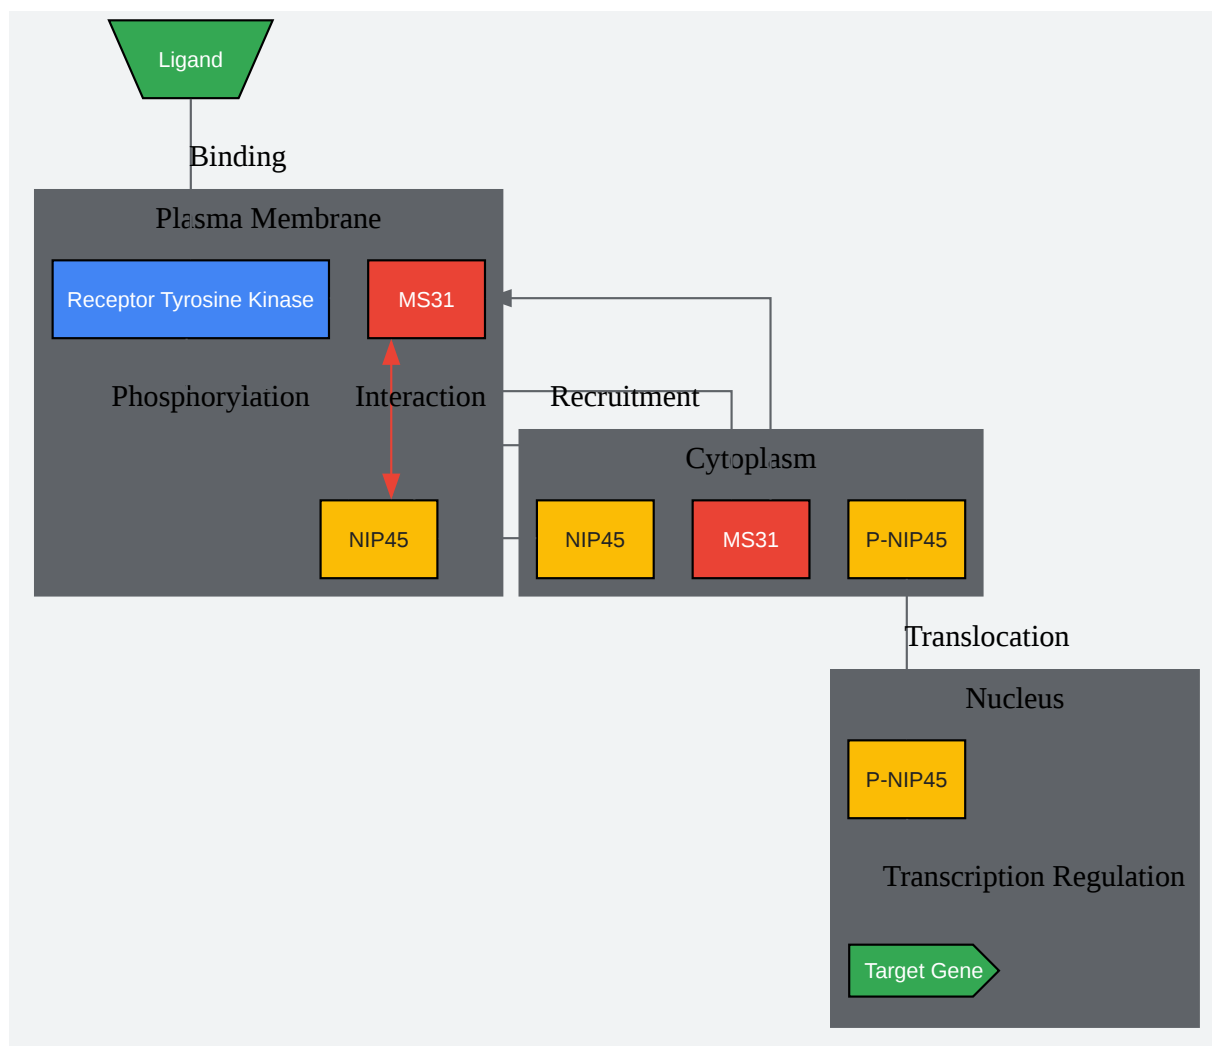 Ligand
Binding
Plasma Membrane
Receptor Tyrosine Kinase
MS31
Phosphorylation
Interaction
Recruitment
Cytoplasm
NIP45
NIP45
MS31
P-NIP45
Translocation
Nucleus
P-NIP45
Transcription Regulation
Target Gene